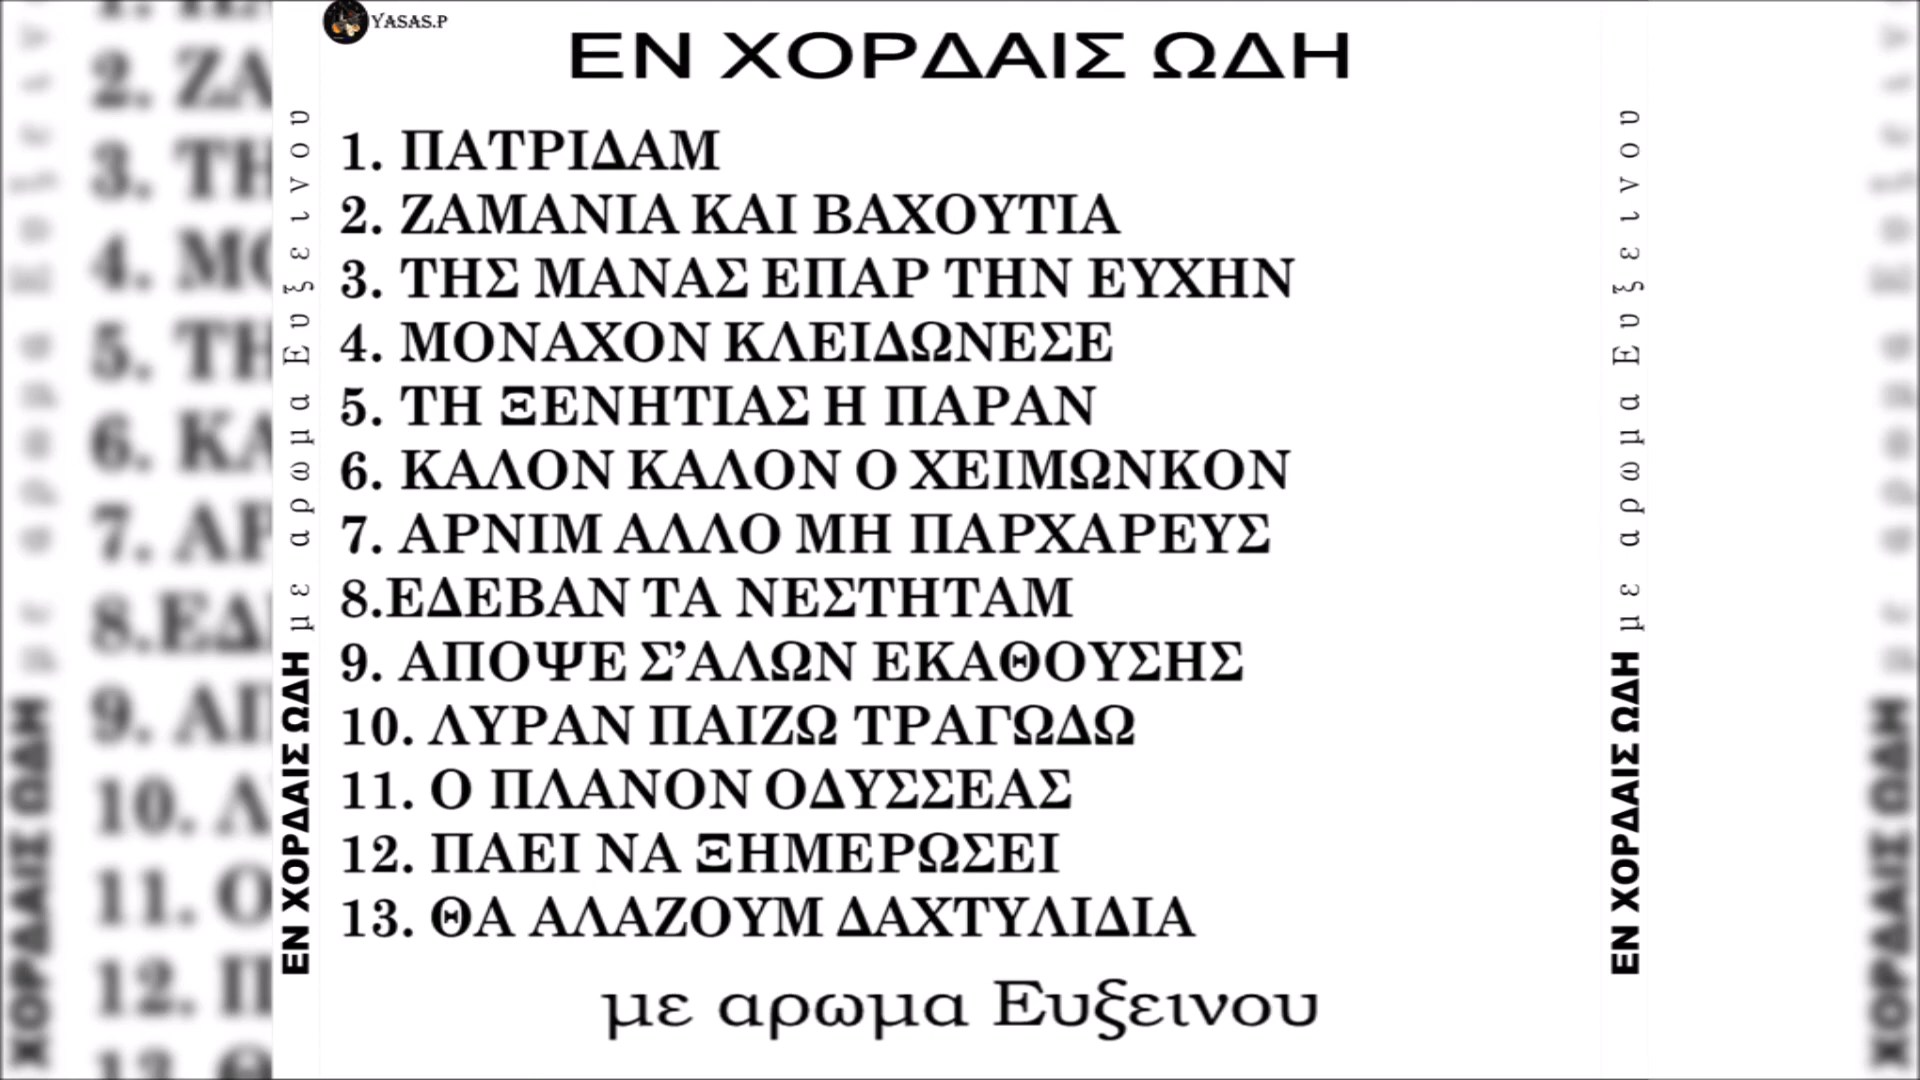 YASAS.P
ΕΝ ΧΟΡΔΑΙΣ ΩΔΗ
1. ΠΑΤΡΙΔΑΜ
2. ΖΑΜΑΝΙΑ ΚΑΙ ΒΑΧΟΥΤΙΑ
3. ΤΗΣ ΜΑΝΑΣ ΕΠΑΡ ΤΗΝ ΕΥΧΗΝ
4. ΜΟΝΑΧΟΝ ΚΛΕΙΔΩΝΕΣΕ
5. ΤΗ ΞΕΝΗΤΙΑΣ Η ΠΑΡΑΝ
6. ΚΑΛΟΝ ΚΑΛΟΝ Ο ΧΕΙΜΩΝΚΟΝ
7. ΑΡΝΙΜ ΑΛΛΟ ΜΗ ΠΑΡΧΑΡΕΥΣ
8.ΕΔΕΒΑΝ ΤΑ ΝΕΣΤΗΤΑΜ
9. ΑΠΟΨΕ Σ’ΑΛΩΝ ΕΚΑΘΟΥΣΗΣ
10. ΛΥΡΑΝ ΠΑΙΖΩ ΤΡΑΓΩΔΩ
11. Ο ΠΛΑΝΟΝ ΟΔΥΣΣΕΑΣ
12. ΠΑΕΙ ΝΑ ΞΗΜΕΡΩΣΕΙ
13. ΘΑ ΑΛΑΖΟΥΜ ΔΑΧΤΥΛΙΔΙΑ
με αρωμα Ευξεινου
ΕΝ ΧΟΡΔΑΙΣ ΩΔΗ με αρωμα Ευξεινου
ΕΝ ΧΟΡΔΑΙΣ ΩΔΗ με αρωμα Ευξεινου